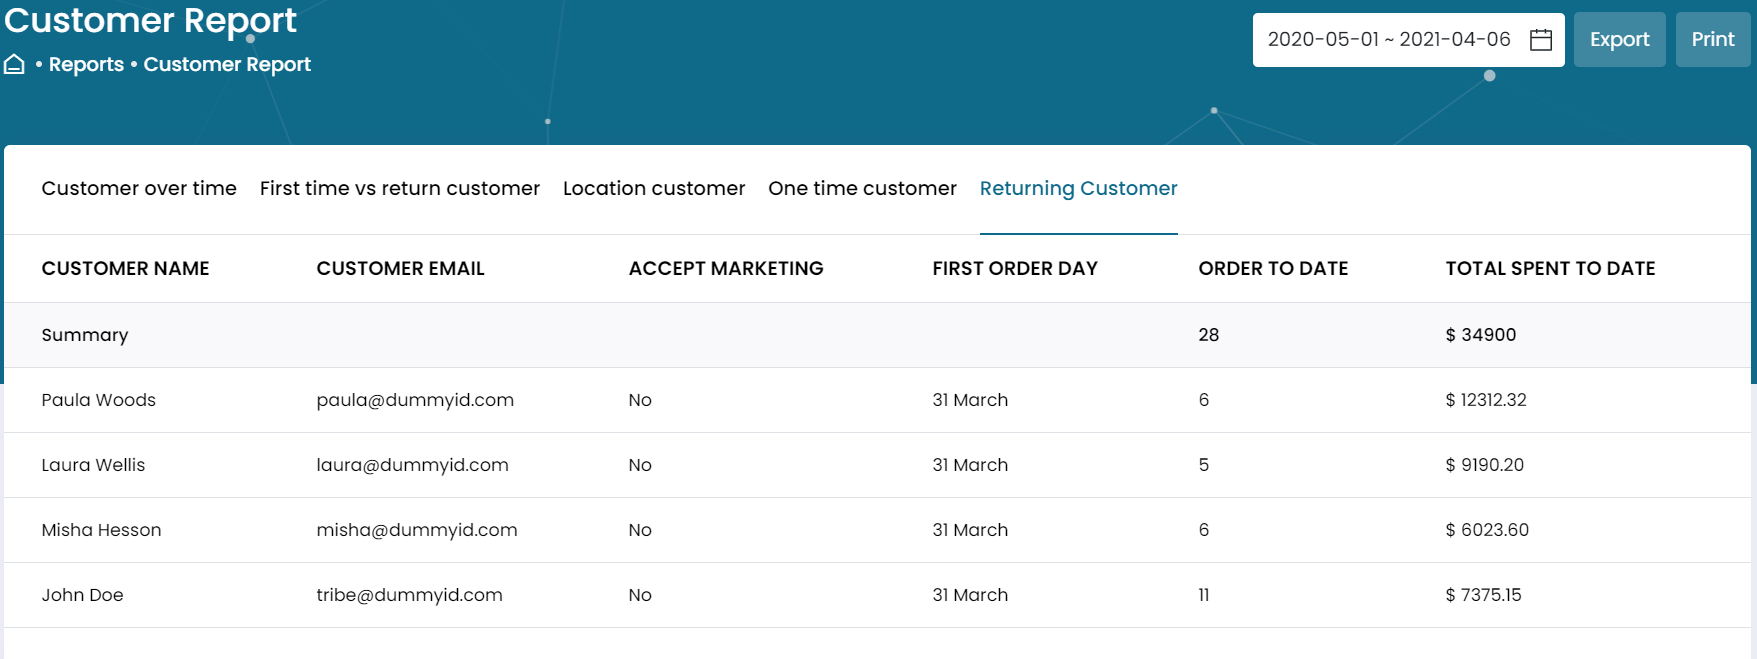 Customer Report
• Reports • Customer Report
2020-05-01 ~ 2021-04-06
Export
Print
Customer over time First time vs return customer Location customer One time customer Returning Customer
CUSTOMER NAME CUSTOMER EMAIL ACCEPT MARKETING FIRST ORDER DAY ORDER TO DATE TOTAL SPENT TO DATE
Summary 28 $ 34900
Paula Woods paula@dummyid.com No 31 March 6 $ 12312.32
Laura Wellis laura@dummyid.com No 31 March 5 $ 9190.20
Misha Hesson misha@dummyid.com No 31 March 6 $ 6023.60
John Doe tribe@dummyid.com No 31 March 11 $ 7375.15